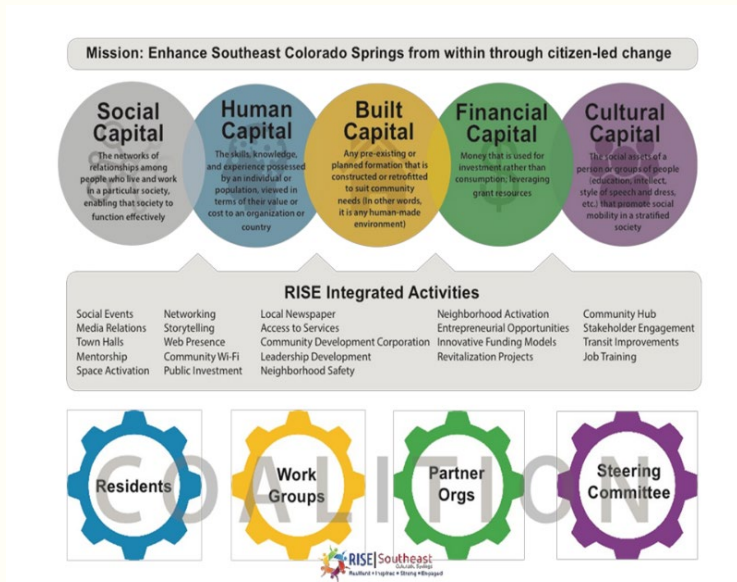 Mission: Enhance Southeast Colorado Springs from within through citizen-led change
Social
Capital
The networks of
relationships among
people who live and work
in a particular society,
enabling that society to
function effectively
Human
Capital
The skills, knowledge,
and experience possessed
by an individual or
population, viewed in
terms of their value or
cost to an organization or
country
Built
Capital
Any pre-existing or
planned formation that is
constructed or retrofitted
to suit community
needs (In other words,
it is any human-made
environment)
Financial
Capital
Money that is used for
investment rather than
consumption; leveraging
grant resources
Cultural
Capital
The social assets of a
person or groups of people
(education, intellect,
style of speech and dress,
etc.) that promote social
mobility in a stratified
society
RISE Integrated Activities
Social Events
Media Relations
Town Halls
Mentorship
Space Activation
Networking
Storytelling
Web Presence
Community Wi-Fi
Public Investment
Local Newspaper
Access to Services
Community Development Corporation
Leadership Development
Neighborhood Safety
Neighborhood Activation
Entrepreneurial Opportunities
Innovative Funding Models
Revitalization Projects
Community Hub
Stakeholder Engagement
Transit Improvements
Job Training
COALITION
Residents
Work
Groups
Partner
Orgs
Steering
Committee
RISE|Southeast
Colorado Springs
Resilient • Inspired • Strong • Engaged